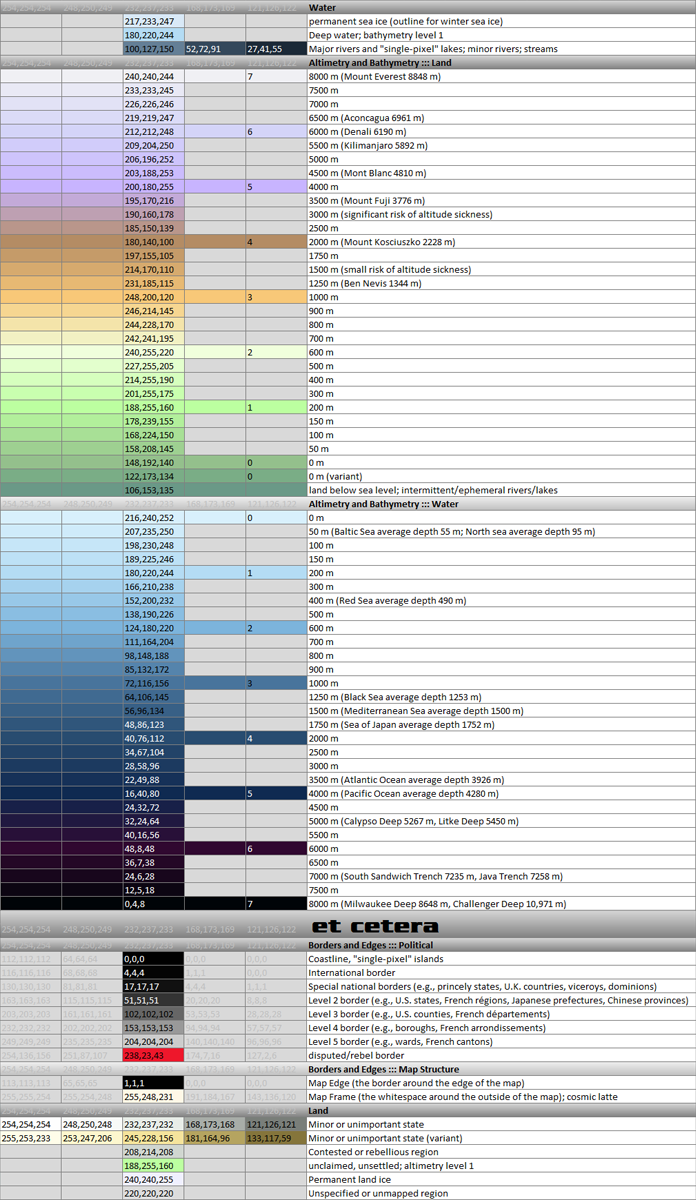 254,254,254 248,250,249 232,237,233 168,173,169 121,126,122 Water
217,233,247 permanent sea ice (outline for winter sea ice)
180,220,244 Deep water; bathymetry level 1
100,127,150 52,72,91 27,41,55 Major rivers and "single-pixel" lakes; minor rivers; streams
254,254,254 248,250,249 232,237,233 168,173,169 121,126,122 Altimetry and Bathymetry ::: Land
240,240,244 7 8000 m (Mount Everest 8848 m)
233,233,245 7500 m
226,226,246 7000 m
219,219,247 6500 m (Aconcagua 6961 m)
212,212,248 6 6000 m (Denali 6190 m)
209,204,250 5500 m (Kilimanjaro 5892 m)
206,196,252 5000 m
203,188,253 4500 m (Mont Blanc 4810 m)
200,180,255 5 4000 m
195,170,216 3500 m (Mount Fuji 3776 m)
190,160,178 3000 m (significant risk of altitude sickness)
185,150,139 2500 m
180,140,100 4 2000 m (Mount Kosciuszko 2228 m)
197,155,105 1750 m
214,170,110 1500 m (small risk of altitude sickness)
231,185,115 1250 m (Ben Nevis 1344 m)
248,200,120 3 1000 m
246,214,145 900 m
244,228,170 800 m
242,241,195 700 m
240,255,220 2 600 m
227,255,205 500 m
214,255,190 400 m
201,255,175 300 m
188,255,160 1 200 m
178,239,155 150 m
168,224,150 100 m
158,208,145 50 m
148,192,140 0 0 m
122,173,134 0 0 m (variant)
106,153,135 land below sea level; intermittent/ephemeral rivers/lakes
254,254,254 248,250,249 232,237,233 168,173,169 121,126,122 Altimetry and Bathymetry ::: Water
216,240,252 0 0 m
207,235,250 50 m (Baltic Sea average depth 55 m; North sea average depth 95 m)
198,230,248 100 m
189,225,246 150 m
180,220,244 1 200 m
166,210,238 300 m
152,200,232 400 m (Red Sea average depth 490 m)
138,190,226 500 m
124,180,220 2 600 m
111,164,204 700 m
98,148,188 800 m
85,132,172 900 m
72,116,156 3 1000 m
64,106,145 1250 m (Black Sea average depth 1253 m)
56,96,134 1500 m (Mediterranean Sea average depth 1500 m)
48,86,123 1750 m (Sea of Japan average depth 1752 m)
40,76,112 4 2000 m
34,67,104 2500 m
28,58,96 3000 m
22,49,88 3500 m (Atlantic Ocean average depth 3926 m)
16,40,80 5 4000 m (Pacific Ocean average depth 4280 m)
24,32,72 4500 m
32,24,64 5000 m (Calypso Deep 5267 m, Litke Deep 5450 m)
40,16,56 5500 m
48,8,48 6 6000 m
36,7,38 6500 m
24,6,28 7000 m (South Sandwich Trench 7235 m, Java Trench 7258 m)
12,5,18 7500 m
0,4,8 7 8000 m (Milwaukee Deep 8648 m, Challenger Deep 10,971 m)
254,254,254 248,250,249 232,237,233 168,173,169 121,126,122 et cetera
254,254,254 248,250,249 232,237,233 168,173,169 121,126,122 Borders and Edges ::: Political
112,112,112 64,64,64 0,0,0 0,6,0 0,0,0 Coastline, "single-pixel" islands
116,116,116 68,68,68 4,4,4 1,1,1 0,0,0 International border
130,130,130 81,81,81 17,17,17 0,0,0 Special national borders (e.g., princely states, U.K. countries, viceroys, dominions)
163,163,163 115,115,115 51,51,51 20,20,20 8,8,8 Level 2 border (e.g., U.S. states, French régions, Japanese prefectures, Chinese provinces)
203,203,203 161,161,161 102,102,102 53,53,53 28,28,28 Level 3 border (e.g., U.S. counties, French départements)
232,232,232 202,202,202 153,153,153 94,94,94 57,57,57 Level 4 border (e.g., boroughs, French arrondissements)
249,249,249 235,235,235 204,204,204 140,140,140 96,96,96 Level 5 border (e.g., wards, French cantons)
254,136,156 251,87,107 238,23,43 174,7,16 127,2,6 disputed/rebel border
254,254,254 248,250,249 232,237,233 168,173,169 121,126,122 Borders and Edges ::: Map Structure
113,113,113 65,65,65 1,1,1 0,0,0 Map Edge (the border around the edge of the map)
255,255,254 255,254,248 255,248,231 191,184,167 143,136,120 Map Frame (the whitespace around the outside of the map); cosmic latte
254,254,254 248,250,249 232,237,233 168,173,169 121,126,122 Land
254,254,254 248,250,248 232,237,232 168,173,168 121,126,121 Minor or unimportant state
255,253,233 253,247,206 245,228,156 181,164,96 133,117,59 Minor or unimportant state (variant)
208,214,208 Contested or rebellious region
188,255,160 unclaimed, unsettled; altimetry level 1
240,240,255 Permanent land ice
220,220,220 Unspecified or unmapped region